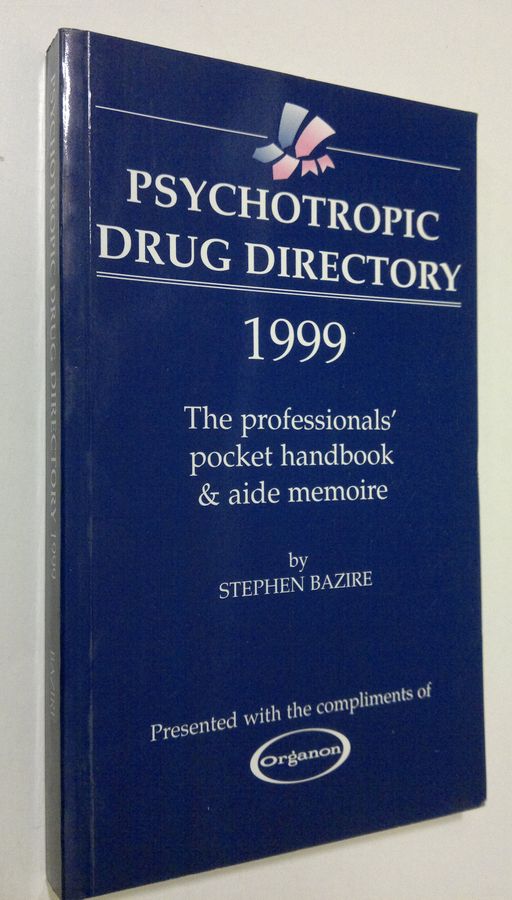 PSYCHOTROPIC
DRUG DIRECTORY
1999
The professionals'
pocket handbook
& aide memoire
by
STEPHEN BAZIRE
Presented with the compliments of
Organon
PSYCHOTROPIC DRUG DIRECTORY 1999 BAZIRE